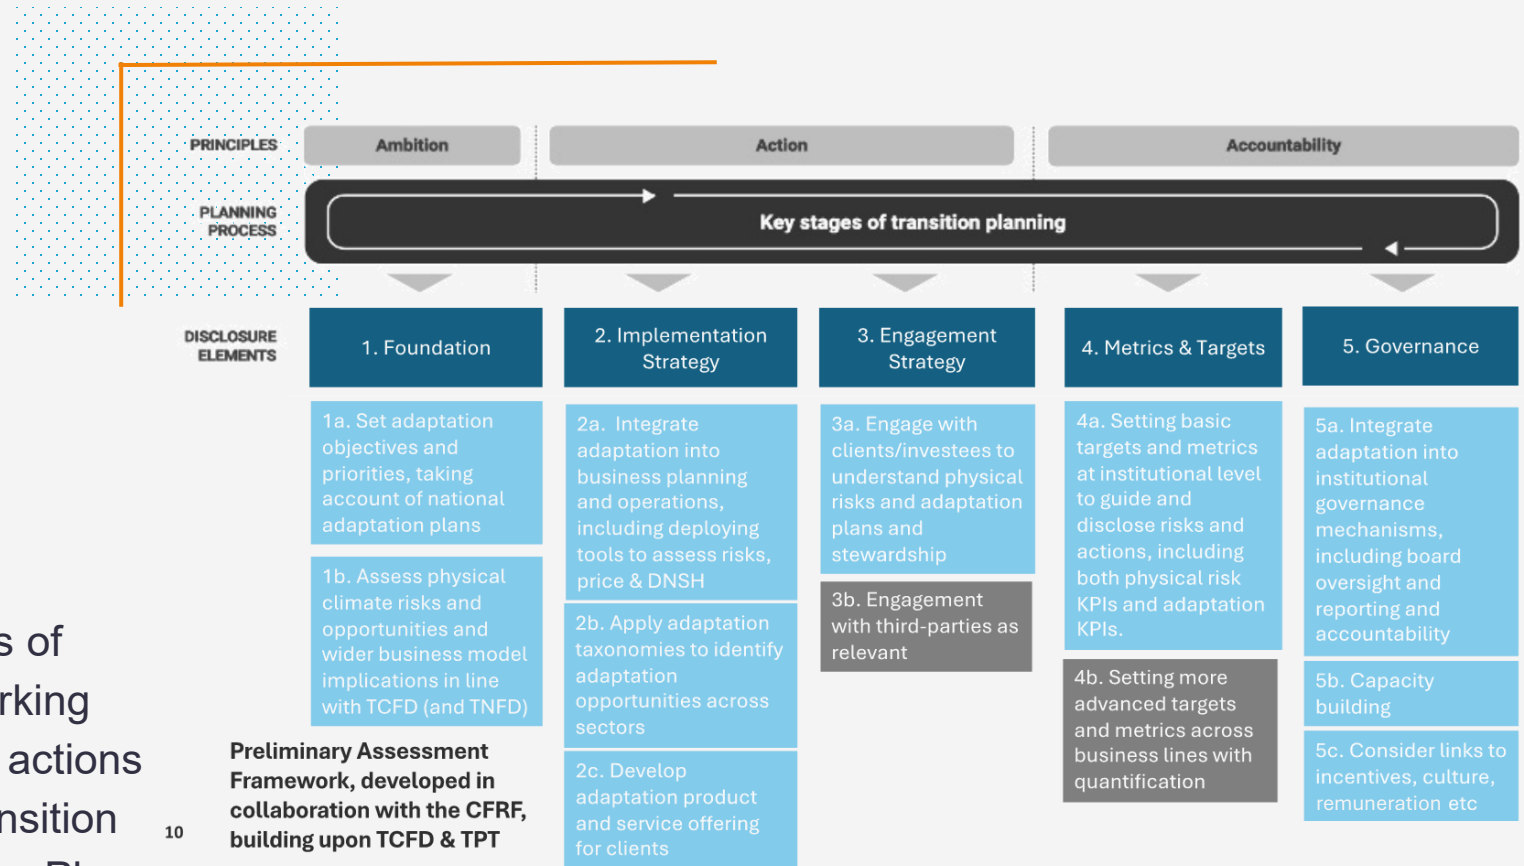 PRINCIPLES
Ambition
Action
Accountability
PLANNING
PROCESS
Key stages of transition planning
DISCLOSURE
ELEMENTS
1. Foundation
2. Implementation
Strategy
3. Engagement
Strategy
4. Metrics & Targets
5. Governance
1a. Set adaptation
objectives and
priorities, taking
account of national
adaptation plans
1b. Assess physical
climate risks and
opportunities and
wider business model
implications in line
with TCFD (and TNFD)
2a. Integrate
adaptation into
business planning
and operations,
including deploying
tools to assess risks,
price & DNSH
2b. Apply adaptation
taxonomies to identify
adaptation
opportunities across
sectors
2c. Develop
adaptation product
and service offering
for clients
3a. Engage with
clients/investees to
understand physical
risks and adaptation
plans and
stewardship
3b. Engagement
with third-parties as
relevant
4a. Setting basic
targets and metrics
at institutional level
to guide and
disclose risks and
actions, including
both physical risk
KPIs and adaptation
KPIs.
4b. Setting more
advanced targets
and metrics across
business lines with
quantification
5a. Integrate
adaptation into
institutional
governance
mechanisms,
including board
oversight and
reporting and
accountability
5b. Capacity
building
5c. Consider links to
incentives, culture,
remuneration etc
s of
rking
actions
nsition
Preliminary Assessment
Framework, developed in
collaboration with the CFRF,
building upon TCFD & TPT
10